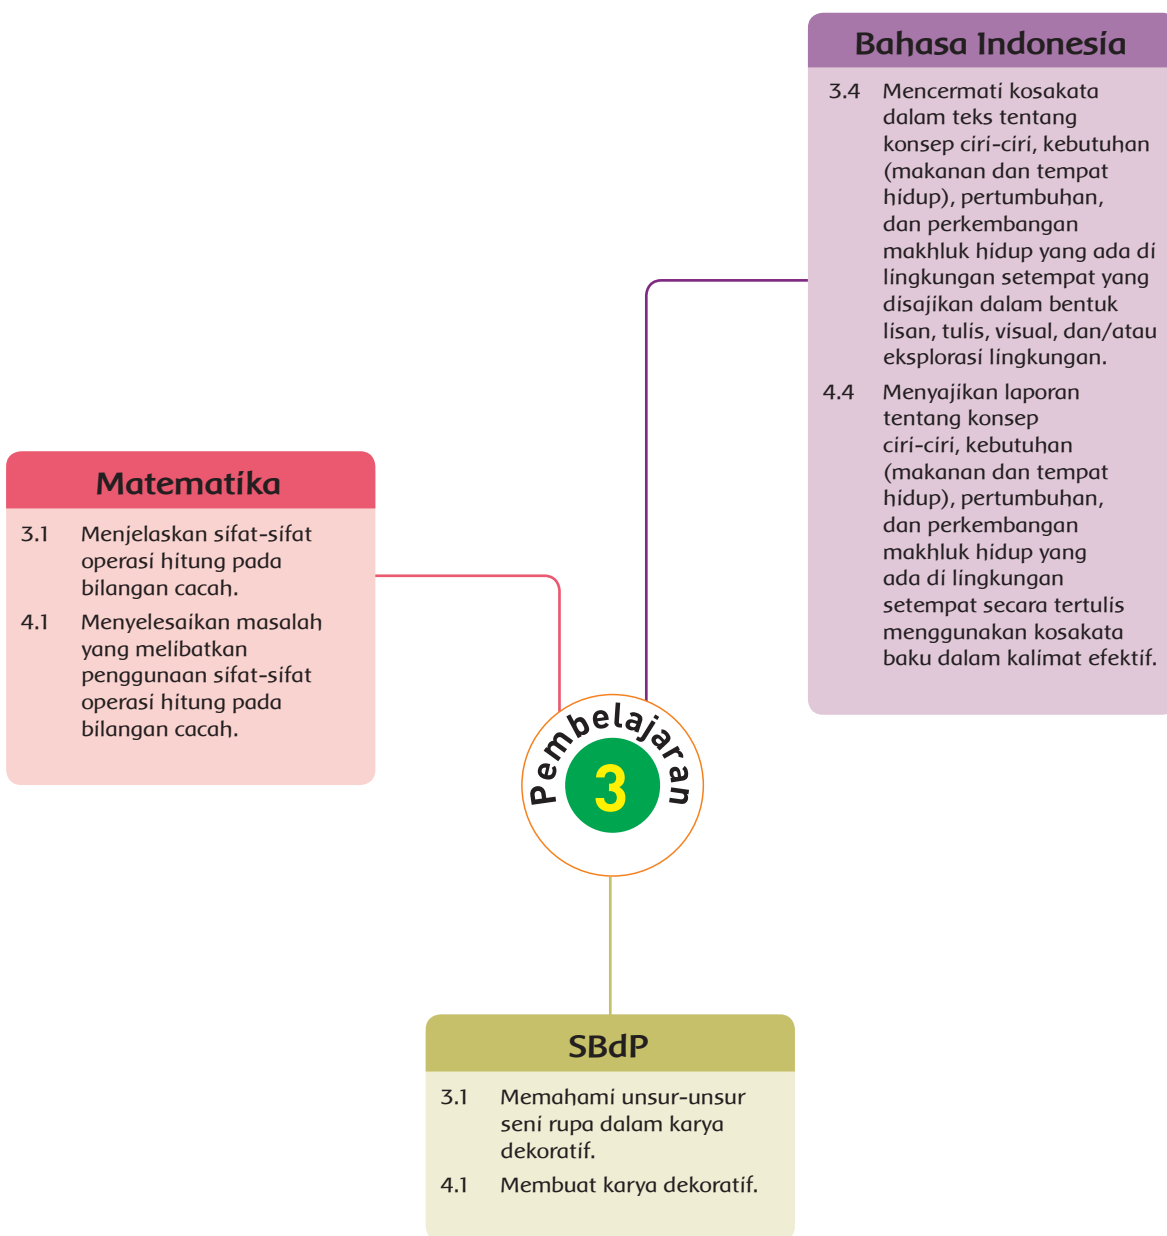 Bahasa Indonesia
3.4 Mencermati kosakata
dalam teks tentang
konsep ciri-ciri, kebutuhan
(makanan dan tempat
hidup), pertumbuhan,
dan perkembangan
makhluk hidup yang ada di
lingkungan setempat yang
disajikan dalam bentuk
lisan, tulis, visual, dan/atau
eksplorasi lingkungan.
4.4 Menyajikan laporan
tentang konsep
ciri-ciri, kebutuhan
(makanan dan tempat
hidup), pertumbuhan,
dan perkembangan
makhluk hidup yang
ada di lingkungan
setempat secara tertulis
menggunakan kosakata
baku dalam kalimat efektif.
Matematika
3.1 Menjelaskan sifat-sifat
operasi hitung pada
bilangan cacah.
4.1 Menyelesaikan masalah
yang melibatkan
penggunaan sifat-sifat
operasi hitung pada
bilangan cacah.
Pembelajaran
3
SBdP
3.1 Memahami unsur-unsur
seni rupa dalam karya
dekoratif.
4.1 Membuat karya dekoratif.